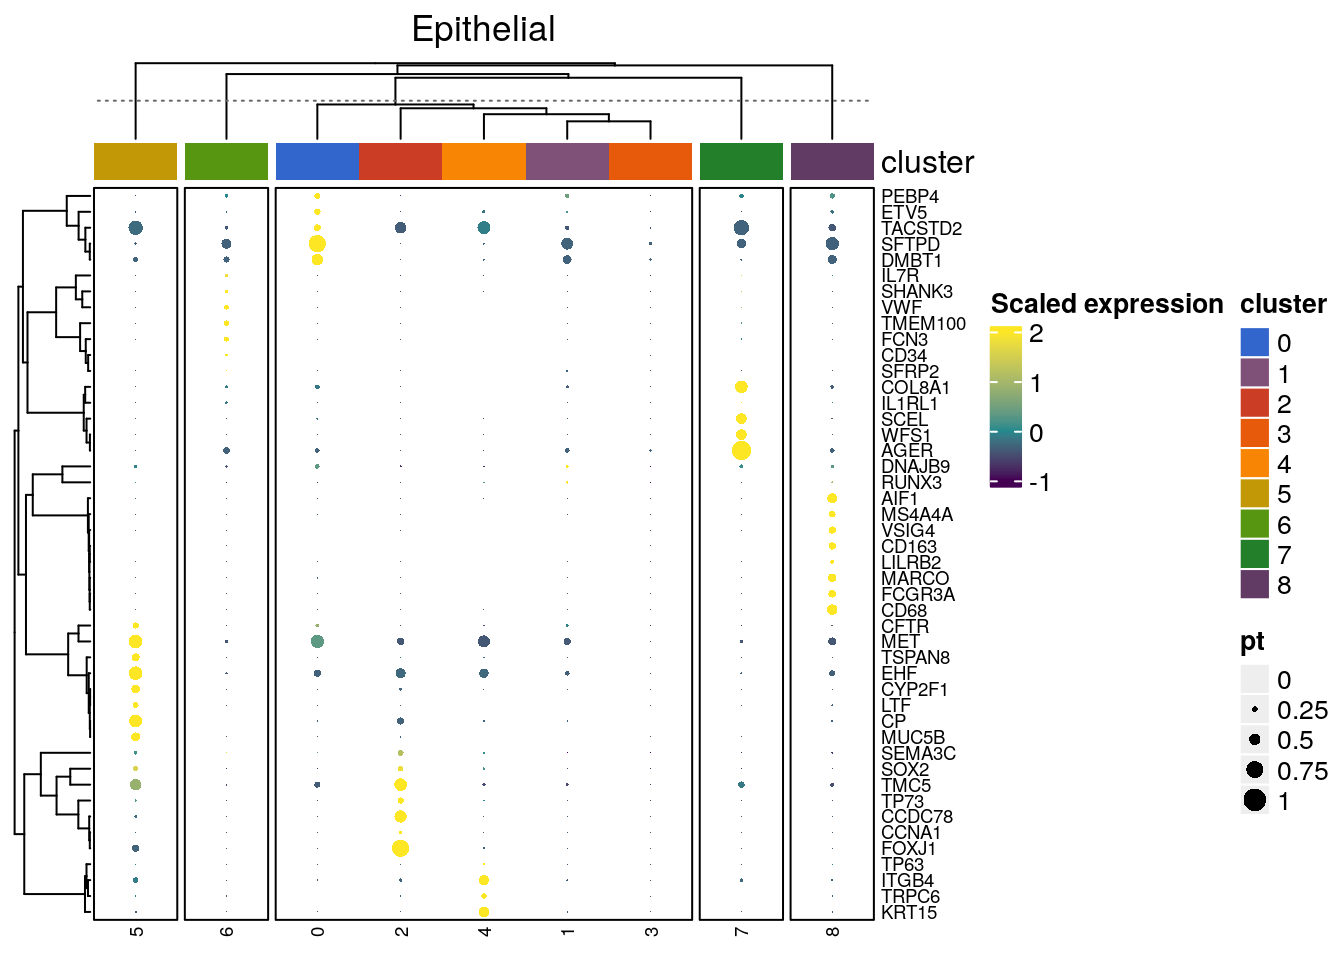 Epithelial
cluster
PEBP4
ETV5
TACSTD2
SFTPD
DMBT1
IL7R
SHANK3
VWF
TMEM100
FCN3
CD34
SFRP2
COL8A1
IL1RL1
SCEL
WFS1
AGER
DNAJB9
RUNX3
AIF1
MS4A4A
VSIG4
CD163
LILRB2
MARCO
FCGR3A
CD68
CFTR
MET
TSPAN8
EHF
CYP2F1
LTF
CP
MUC5B
SEMA3C
SOX2
TMC5
TP73
CCDC78
CCNA1
FOXJ1
TP63
ITGB4
TRPC6
KRT15
5 6 0 2 4 1 3 7 8
Scaled expression
2
1
0
-1
cluster
0
1
2
3
4
5
6
7
8
pt
0
0.25
0.5
0.75
1